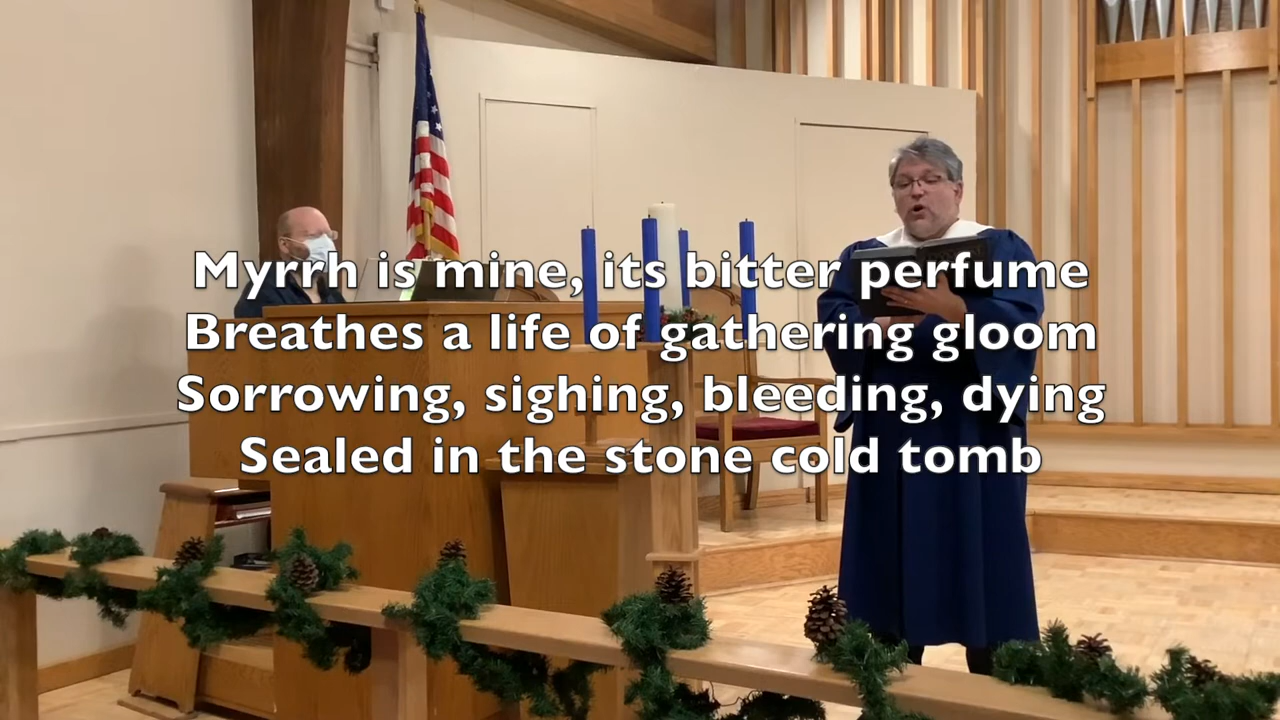 Myrrh is mine, its bitter perfume
Breathes a life of gathering gloom
Sorrowing, sighing, bleeding, dying
Sealed in the stone cold tomb